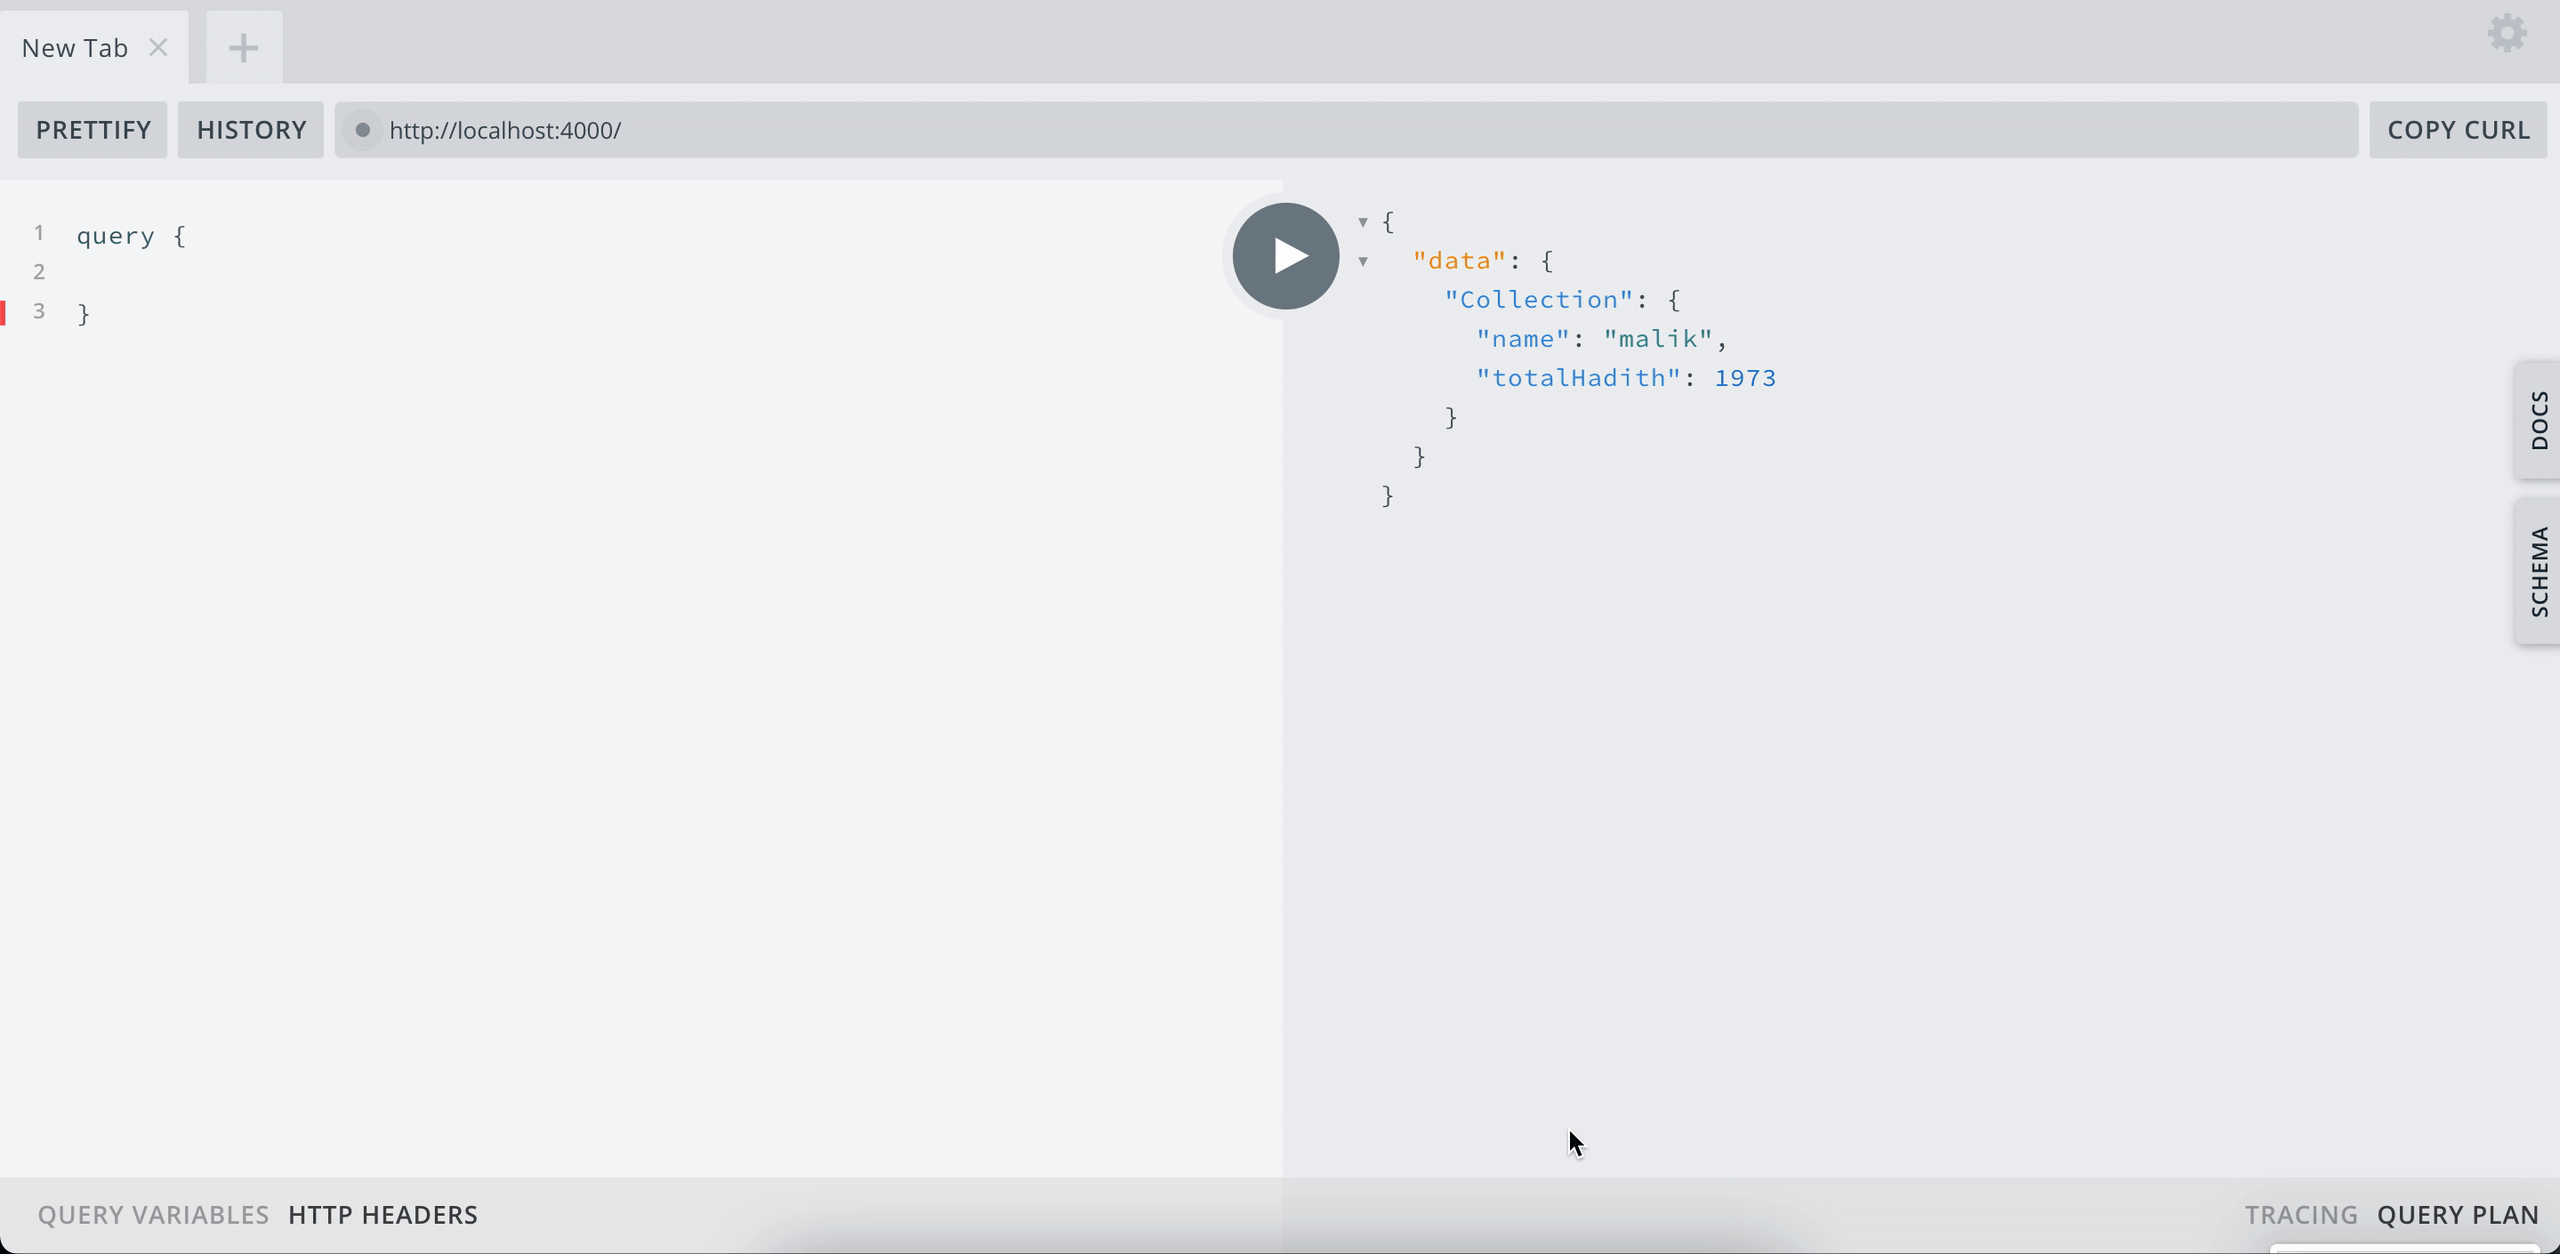 New Tab
PRETTIFY HISTORY http://localhost:4000/ COPY CURL
1 query {
2
3 }
{
"data": {
"Collection": {
"name": "malik",
"totalHadith": 1973
}
}
}
DOCS
SCHEMA
QUERY VARIABLES HTTP HEADERS
TRACING QUERY PLAN